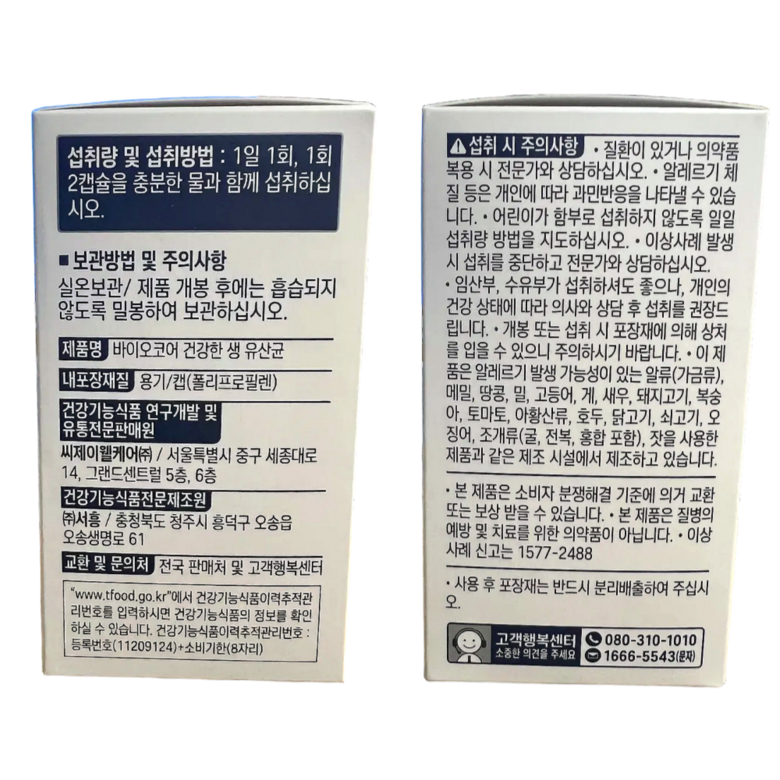 섭취량 및 섭취방법 : 1일 1회, 1회
2캡슐을 충분한 물과 함께 섭취하십
시오.
■ 보관방법 및 주의사항
실온보관/ 제품 개봉 후에는 흡습되지
않도록 밀봉하여 보관하십시오.
제품명 바이오코어 건강한 생 유산균
내포장재질 용기/캡(폴리프로필렌)
건강기능식품 연구개발 및
유통전문판매원
씨제이웰케어㈜ / 서울특별시 중구 세종대로
14, 그랜드센트럴 5층, 6층
건강기능식품전문제조원
㈜서흥 / 충청북도 청주시 흥덕구 오송읍
오송생명로 61
교환 및 문의처 전국 판매처 및 고객행복센터
"www.tfood.go.kr"에서 건강기능식품이력추적관
리번호를 입력하시면 건강기능식품의 정보를 확인
하실 수 있습니다. 건강기능식품이력추적관리번호 :
등록번호(11209124)+소비기한(8자리)
섭취 시 주의사항 • 질환이 있거나 의약품
복용 시 전문가와 상담하십시오. • 알레르기 체
질 등은 개인에 따라 과민반응을 나타낼 수 있습
니다. • 어린이가 함부로 섭취하지 않도록 일일
섭취량 방법을 지도하십시오. • 이상사례 발생
시 섭취를 중단하고 전문가와 상담하십시오.
• 임산부, 수유부가 섭취하셔도 좋으나, 개인의
건강 상태에 따라 의사와 상담 후 섭취를 권장드
립니다. • 개봉 또는 섭취 시 포장재에 의해 상처
를 입을 수 있으니 주의하시기 바랍니다. • 이 제
품은 알레르기 발생 가능성이 있는 알류(가금류),
메밀, 땅콩, 밀, 고등어, 게, 새우, 돼지고기, 복숭
아, 토마토, 아황산류, 호두, 닭고기, 쇠고기, 오
징어, 조개류(굴, 전복, 홍합 포함), 잣을 사용한
제품과 같은 제조 시설에서 제조하고 있습니다.
• 본 제품은 소비자 분쟁해결 기준에 의거 교환
또는 보상 받을 수 있습니다. • 본 제품은 질병의
예방 및 치료를 위한 의약품이 아닙니다. • 이상
사례 신고는 1577-2488
• 사용 후 포장재는 반드시 분리배출하여 주십시
오.
고객행복센터 080-310-1010
소중한 의견을 주세요 1666-5543(문자)